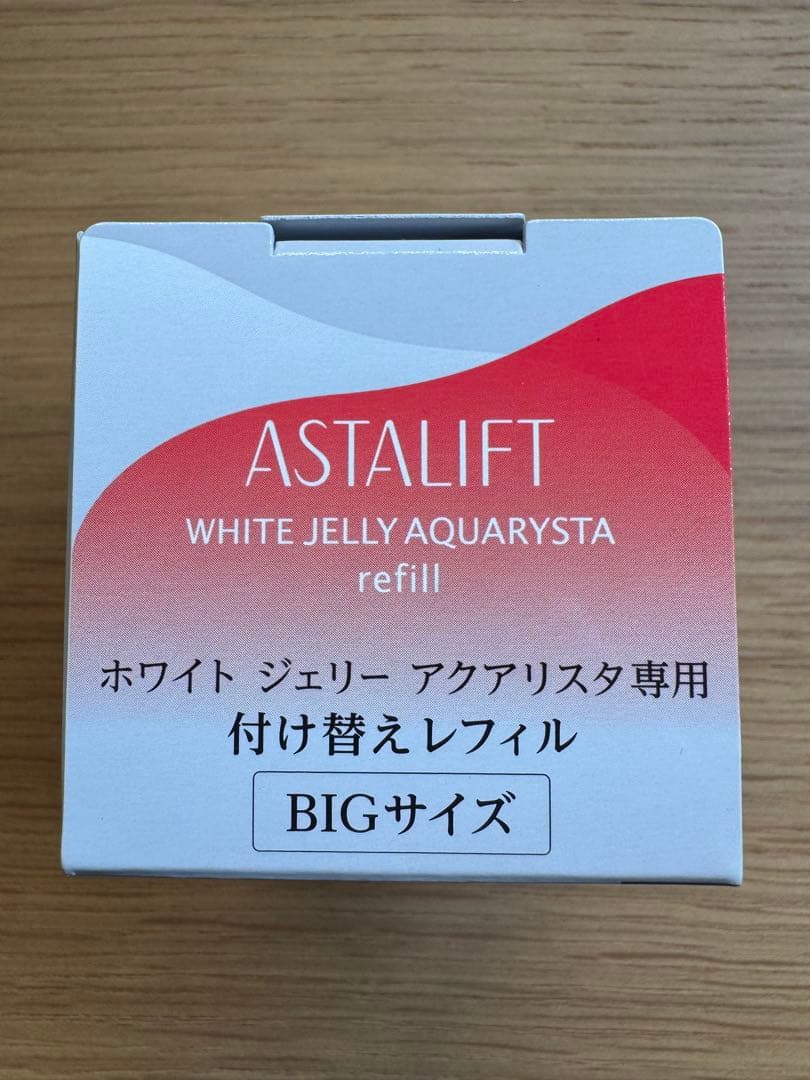 ASTALIFT
WHITE JELLY AQUARYSTA
refill
ホワイト ジェリー アクアリスタ専用
付け替えレフィル
BIGサイズ